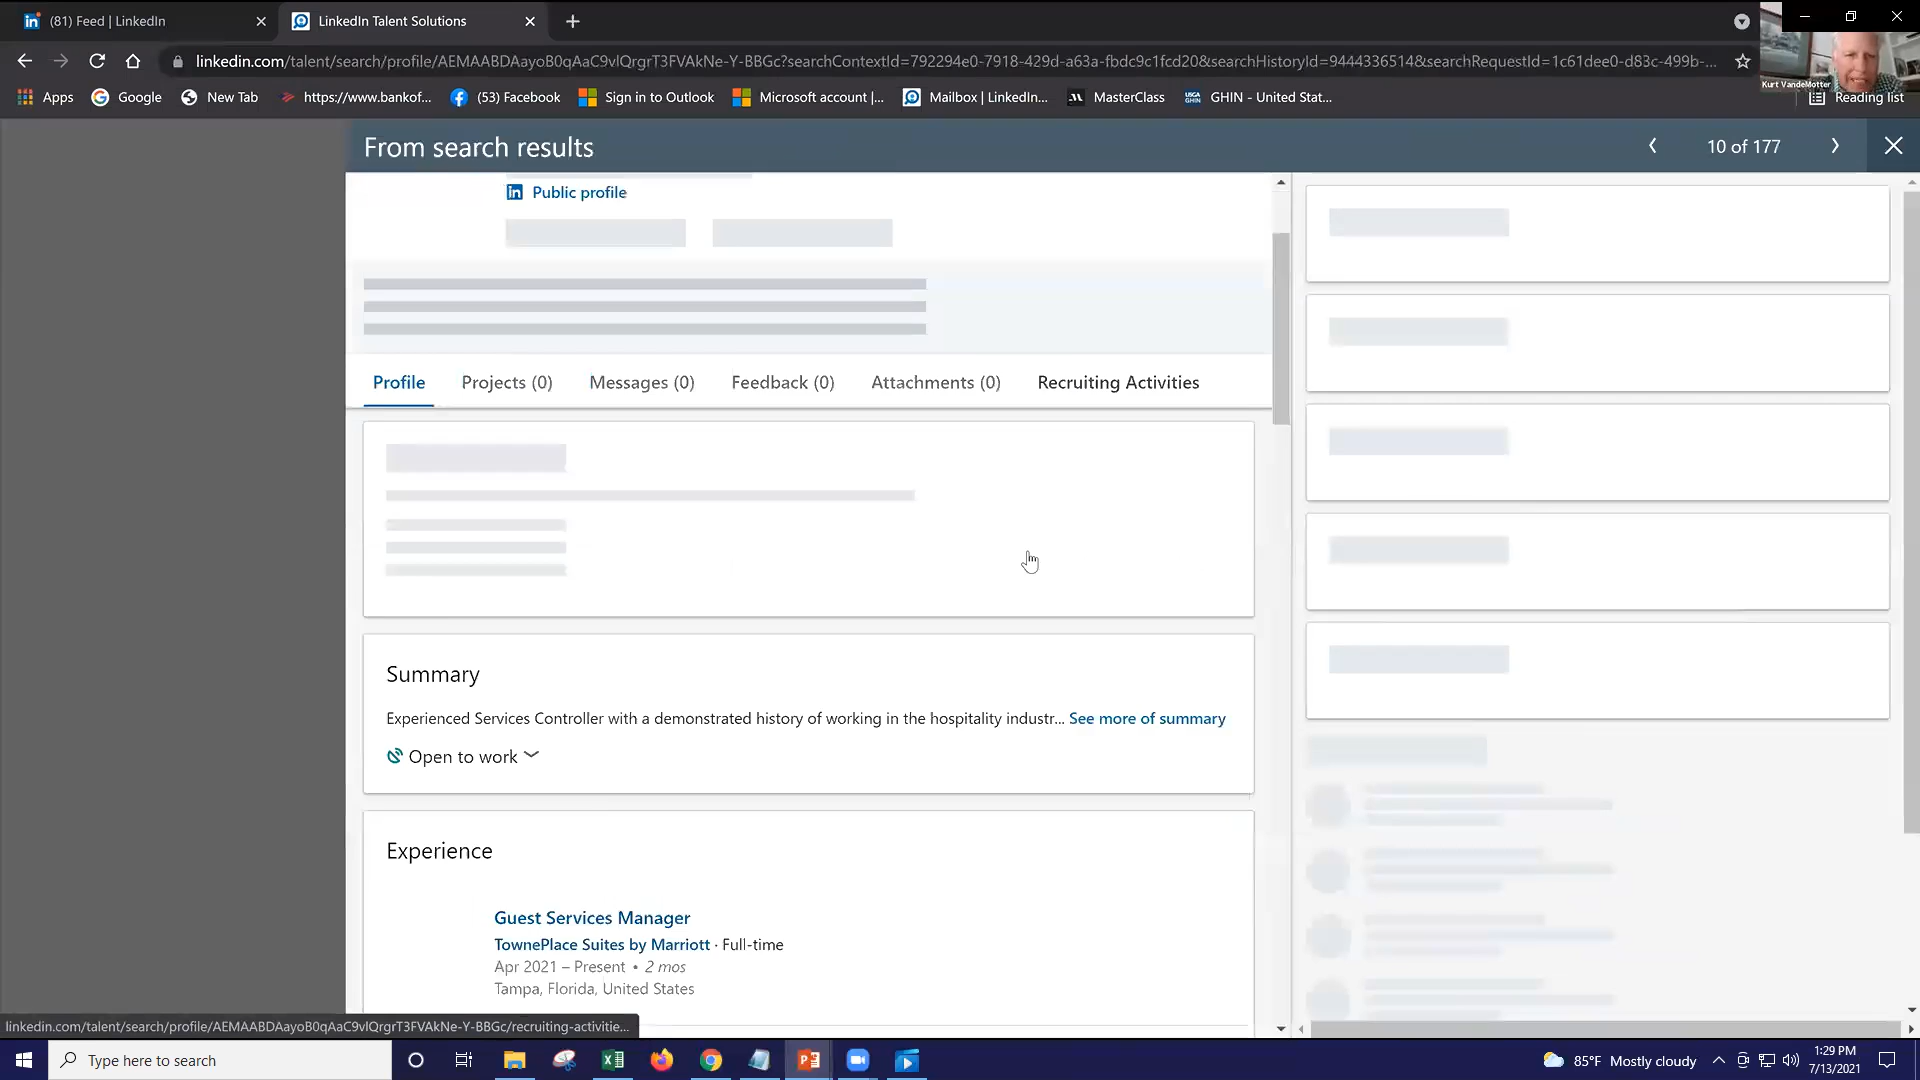 (81) Feed | LinkedIn
LinkedIn Talent Solutions
linkedin.com/talent/search/profile/AEMAABDAayoB0qAaC9vlQrgrT3FVAkNe-Y-BBGc?searchContextId=792294e0-7918-429d-a63a-fbdc9c1fcd20&searchHistoryId=9444336514&searchRequestId=1c61dee0-d83c-499b-...
Kurt VandeMotter
Apps
Google
New Tab
https://www.bankof...
(53) Facebook
Sign in to Outlook
Microsoft account |...
Mailbox | LinkedIn...
MasterClass
GHIN - United Stat...
Reading list
From search results
10 of 177
Public profile
Profile
Projects (0)
Messages (0)
Feedback (0)
Attachments (0)
Recruiting Activities
Summary
Experienced Services Controller with a demonstrated history of working in the hospitality industr... See more of summary
Open to work
Experience
Guest Services Manager
TownePlace Suites by Marriott · Full-time
Apr 2021 – Present • 2 mos
Tampa, Florida, United States
linkedin.com/talent/search/profile/AEMAABDAayoB0qAaC9vlQrgrT3FVAkNe-Y-BBGc/recruiting-activitie...
Type here to search
85°F Mostly cloudy
1:29 PM
7/13/2021